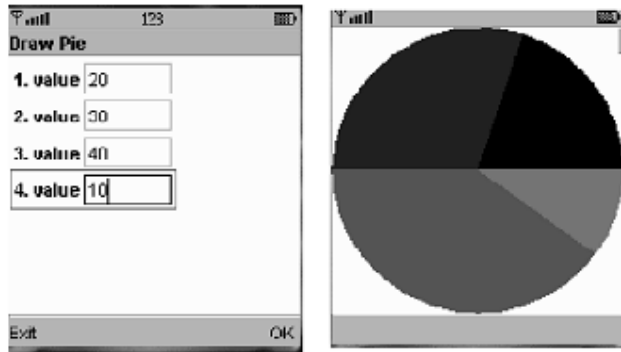 123
Draw Pie
1. value 20
2. value 30
3. value 40
4. value 10
Exit OK